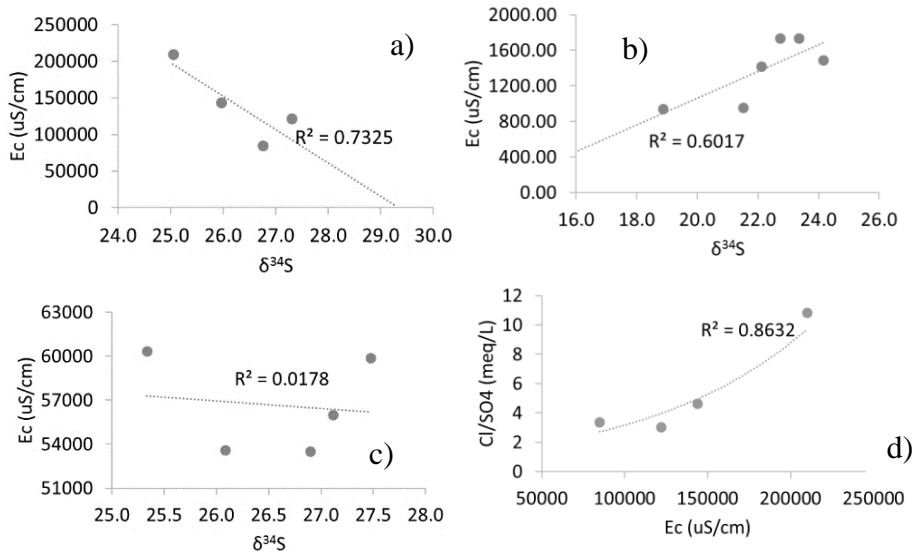 a)
250000
200000
150000
100000
50000
0
Ec (uS/cm)
R² = 0.7325
24.0 25.0 26.0 27.0 28.0 29.0 30.0
δ³⁴S
b)
2000.00
1600.00
1200.00
800.00
400.00
0.00
Ec (uS/cm)
R² = 0.6017
16.0 18.0 20.0 22.0 24.0 26.0
δ³⁴S
63000
60000
57000
54000
51000
Ec (uS/cm)
R² = 0.0178
c)
25.0 25.5 26.0 26.5 27.0 27.5 28.0
δ³⁴S
12
10
8
6
4
2
0
Cl/SO4 (meq/L)
R² = 0.8632
d)
50000 100000 150000 200000 250000
Ec (uS/cm)